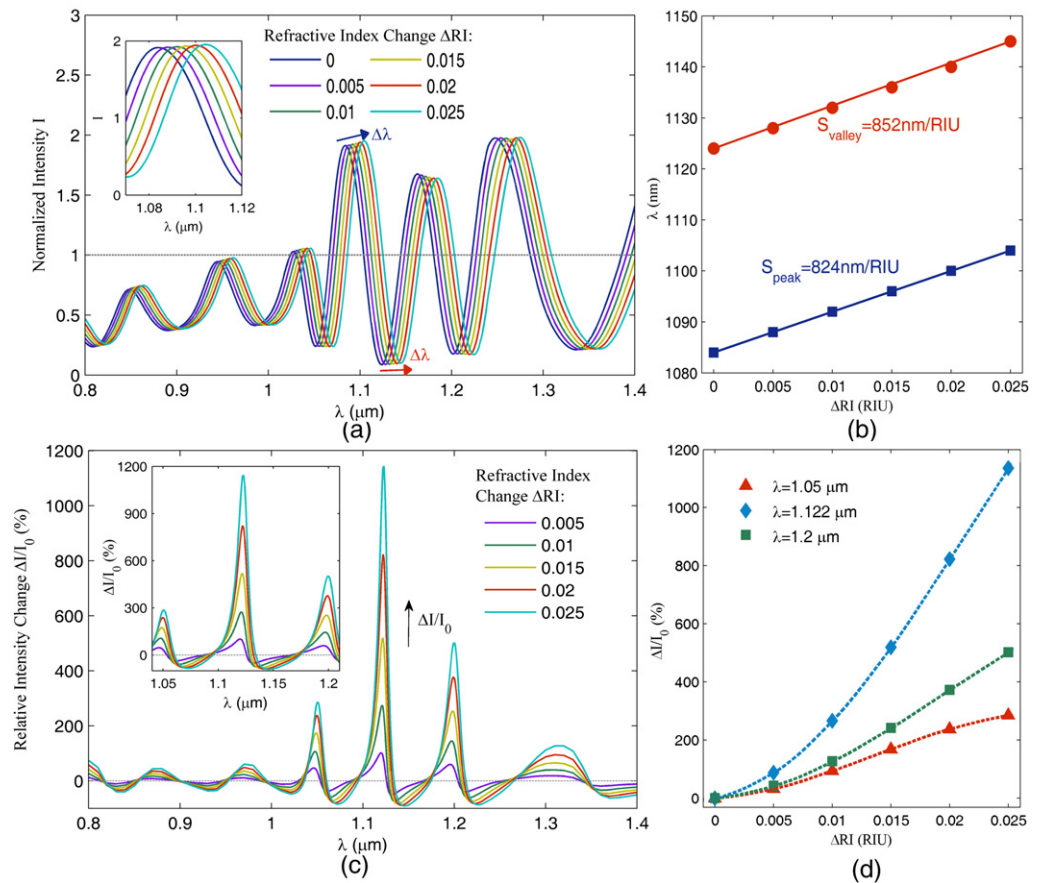 3
2.5
2
1.5
1
0.5
0
Normalized Intensity I
Refractive Index Change ΔRI:
0
0.005
0.01
0.015
0.02
0.025
2
1
0
I
1.08 1.1 1.12
λ (μm)
Δλ
Δλ
0.8 0.9 1 1.1 1.2 1.3 1.4
λ (μm)
(a)
1150
1140
1130
1120
1110
1100
1090
1080
λ (nm)
S_valley=852nm/RIU
S_peak=824nm/RIU
0 0.005 0.01 0.015 0.02 0.025
ΔRI (RIU)
(b)
1200
1000
800
600
400
200
0
Relative Intensity Change ΔI/I₀ (%)
1200
900
600
300
0
ΔI/I₀ (%)
1.05 1.1 1.15 1.2
λ (μm)
Refractive Index
Change ΔRI:
0.005
0.01
0.015
0.02
0.025
ΔI/I₀
0.8 0.9 1 1.1 1.2 1.3 1.4
λ (μm)
(c)
1200
1000
800
600
400
200
0
ΔI/I₀ (%)
λ=1.05 μm
λ=1.122 μm
λ=1.2 μm
0 0.005 0.01 0.015 0.02 0.025
ΔRI (RIU)
(d)